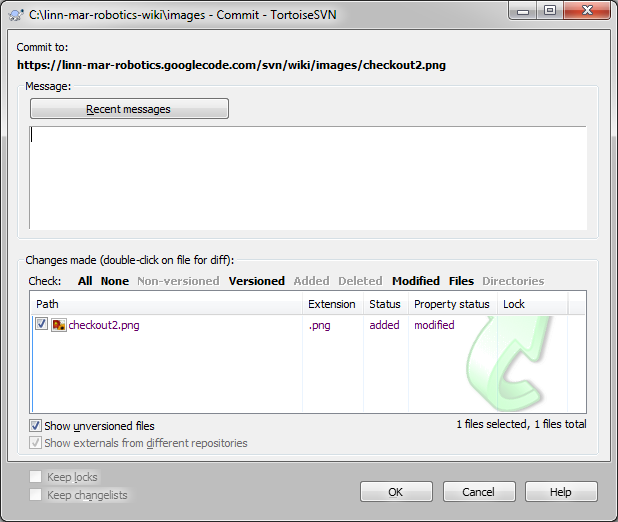 C:\linn-mar-robotics-wiki\images - Commit - TortoiseSVN
Commit to:
https://linn-mar-robotics.googlecode.com/svn/wiki/images/checkout2.png
Message:
Recent messages
Changes made (double-click on file for diff):
Check: All None Non-versioned Versioned Added Deleted Modified Files Directories
Path Extension Status Property status Lock
checkout2.png .png added modified
Show unversioned files 1 files selected, 1 files total
Show externals from different repositories
Keep locks
Keep changelists
OK Cancel Help